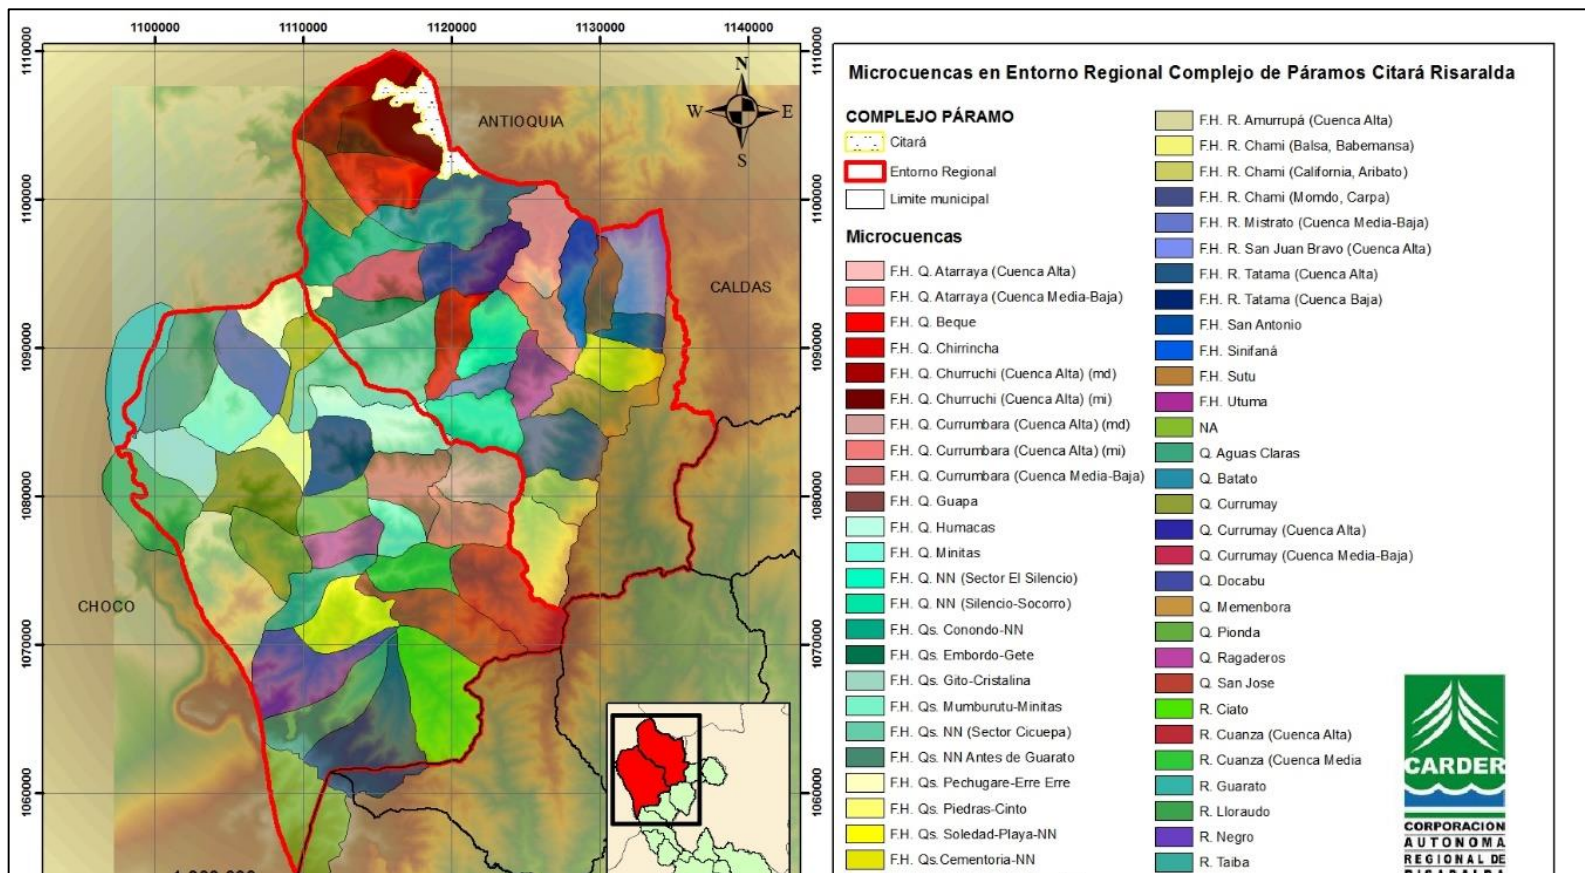 1100000 1110000 1120000 1130000 1140000
1110000
1100000
1090000
1080000
1070000
1060000
N
W E
S
ANTIOQUIA
CALDAS
CHOCO
1110000
1100000
1090000
1080000
1070000
1060000
Microcuencas en Entorno Regional Complejo de Páramos Citará Risaralda
COMPLEJO PÁRAMO
Citará
Entorno Regional
Limite municipal
Microcuencas
F.H. Q. Atarraya (Cuenca Alta)
F.H. Q. Atarraya (Cuenca Media-Baja)
F.H. Q. Beque
F.H. Q. Chirrincha
F.H. Q. Churruchi (Cuenca Alta) (md)
F.H. Q. Churruchi (Cuenca Alta) (mi)
F.H. Q. Currumbara (Cuenca Alta) (md)
F.H. Q. Currumbara (Cuenca Alta) (mi)
F.H. Q. Currumbara (Cuenca Media-Baja)
F.H. Q. Guapa
F.H. Q. Humacas
F.H. Q. Minitas
F.H. Q. NN (Sector El Silencio)
F.H. Q. NN (Silencio-Socorro)
F.H. Qs. Conondo-NN
F.H. Qs. Embordo-Gete
F.H. Qs. Gito-Cristalina
F.H. Qs. Mumburutu-Minitas
F.H. Qs. NN (Sector Cicuepa)
F.H. Qs. NN Antes de Guarato
F.H. Qs. Pechugare-Erre Erre
F.H. Qs. Piedras-Cinto
F.H. Qs. Soledad-Playa-NN
F.H. Qs.Cementoria-NN
F.H. R. Amurrupá (Cuenca Alta)
F.H. R. Chami (Balsa, Babemansa)
F.H. R. Chami (California, Aribato)
F.H. R. Chami (Momdo, Carpa)
F.H. R. Mistrato (Cuenca Media-Baja)
F.H. R. San Juan Bravo (Cuenca Alta)
F.H. R. Tatama (Cuenca Alta)
F.H. R. Tatama (Cuenca Baja)
F.H. San Antonio
F.H. Sinifaná
F.H. Sutu
F.H. Utuma
NA
Q. Aguas Claras
Q. Batato
Q. Currumay
Q. Currumay (Cuenca Alta)
Q. Currumay (Cuenca Media-Baja)
Q. Docabu
Q. Memenbora
Q. Pionda
Q. Ragaderos
Q. San Jose
R. Ciato
R. Cuanza (Cuenca Alta)
R. Cuanza (Cuenca Media
R. Guarato
R. Lloraudo
R. Negro
R. Taiba
CARDER
CORPORACION
AUTONOMA
REGIONAL DE
RISARALDA